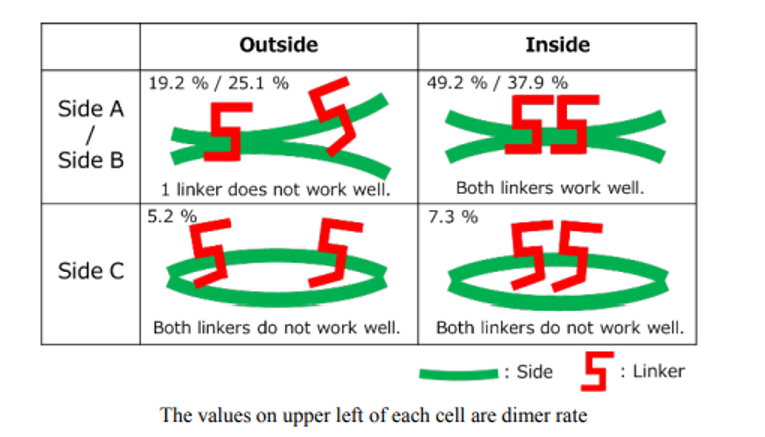 Outside
Inside
Side A
/
Side B
19.2 % / 25.1 %
1 linker does not work well.
49.2 % / 37.9 %
Both linkers work well.
Side C
5.2 %
Both linkers do not work well.
7.3 %
Both linkers do not work well.
: Side
: Linker
The values on upper left of each cell are dimer rate